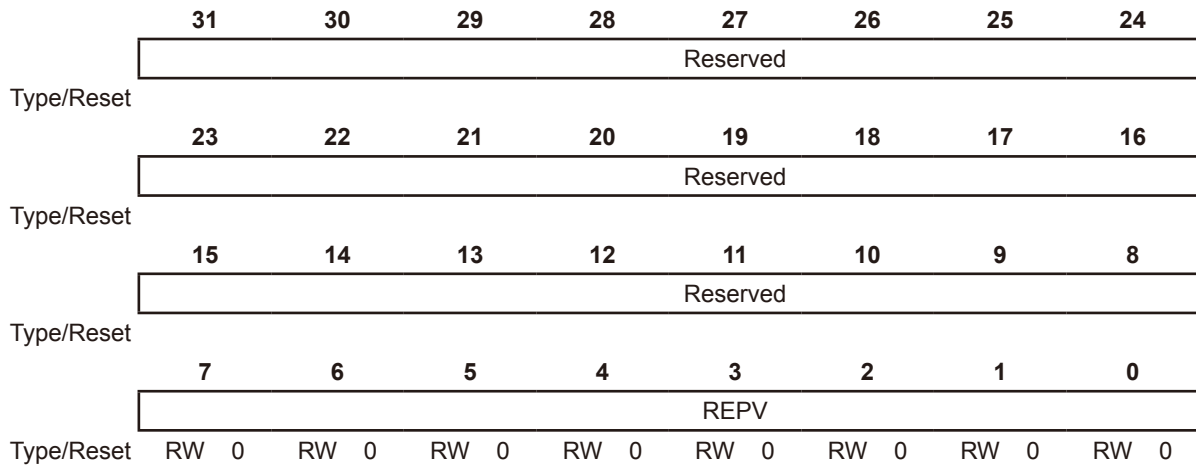 31 30 29 28 27 26 25 24
Reserved
Type/Reset
23 22 21 20 19 18 17 16
Reserved
Type/Reset
15 14 13 12 11 10 9 8
Reserved
Type/Reset
7 6 5 4 3 2 1 0
REPV
Type/Reset RW 0 RW 0 RW 0 RW 0 RW 0 RW 0 RW 0 RW 0